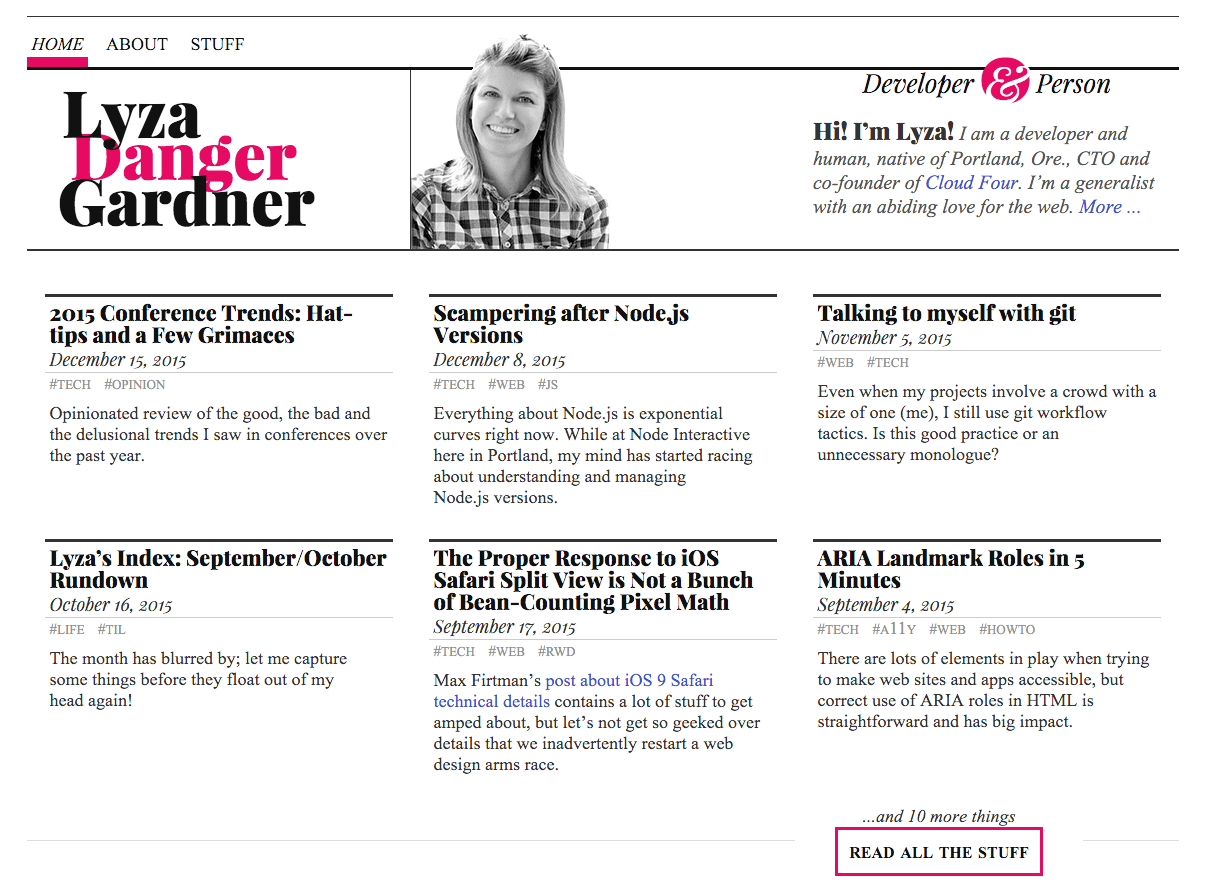 HOME ABOUT STUFF
Lyza
Danger
Gardner
Developer & Person
Hi! I’m Lyza! I am a developer and
human, native of Portland, Ore., CTO and
co-founder of Cloud Four. I’m a generalist
with an abiding love for the web. More ...
2015 Conference Trends: Hat-
tips and a Few Grimaces
December 15, 2015
#TECH #OPINION
Opinionated review of the good, the bad and
the delusional trends I saw in conferences over
the past year.
Scampering after Node.js
Versions
December 8, 2015
#TECH #WEB #JS
Everything about Node.js is exponential
curves right now. While at Node Interactive
here in Portland, my mind has started racing
about understanding and managing
Node.js versions.
Talking to myself with git
November 5, 2015
#WEB #TECH
Even when my projects involve a crowd with a
size of one (me), I still use git workflow
tactics. Is this good practice or an
unnecessary monologue?
Lyza’s Index: September/October
Rundown
October 16, 2015
#LIFE #TIL
The month has blurred by; let me capture
some things before they float out of my
head again!
The Proper Response to iOS
Safari Split View is Not a Bunch
of Bean-Counting Pixel Math
September 17, 2015
#TECH #WEB #RWD
Max Firtman’s post about iOS 9 Safari
technical details contains a lot of stuff to get
amped about, but let’s not get so geeked over
details that we inadvertently restart a web
design arms race.
ARIA Landmark Roles in 5
Minutes
September 4, 2015
#TECH #A11Y #WEB #HOWTO
There are lots of elements in play when trying
to make web sites and apps accessible, but
correct use of ARIA roles in HTML is
straightforward and has big impact.
...and 10 more things
READ ALL THE STUFF